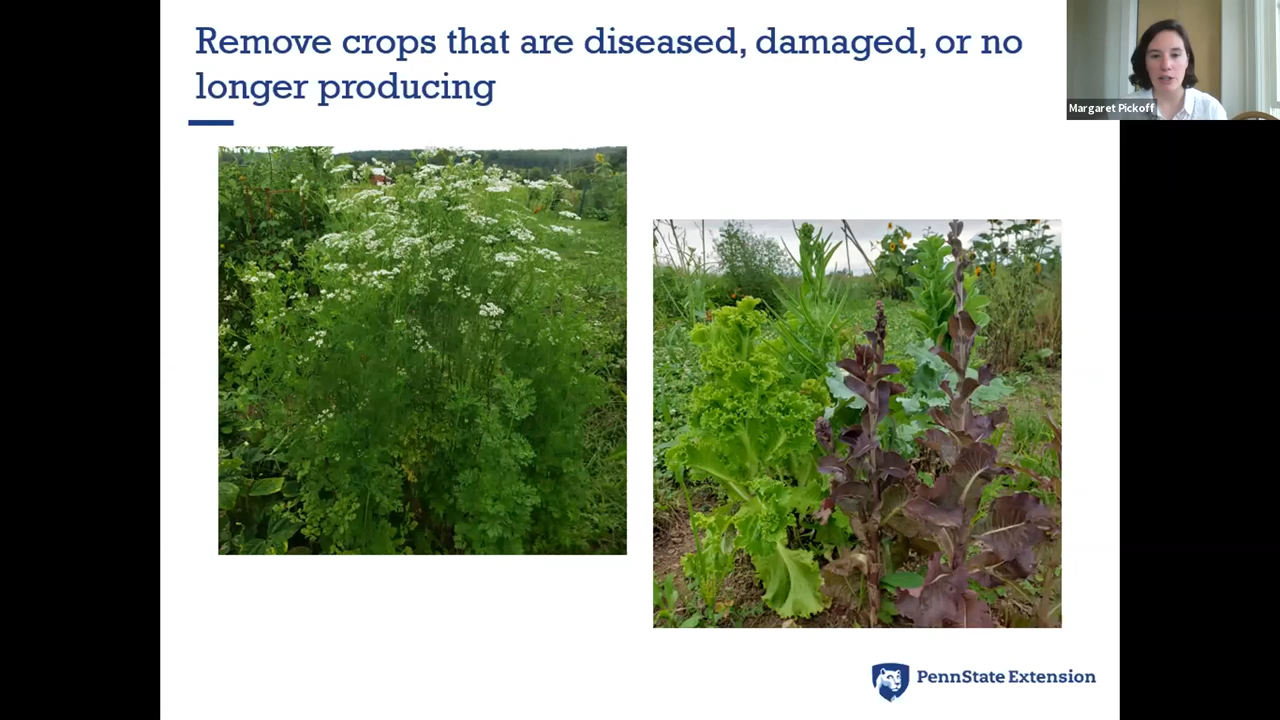 Remove crops that are diseased, damaged, or no
longer producing
Margaret Pickoff
PennState Extension